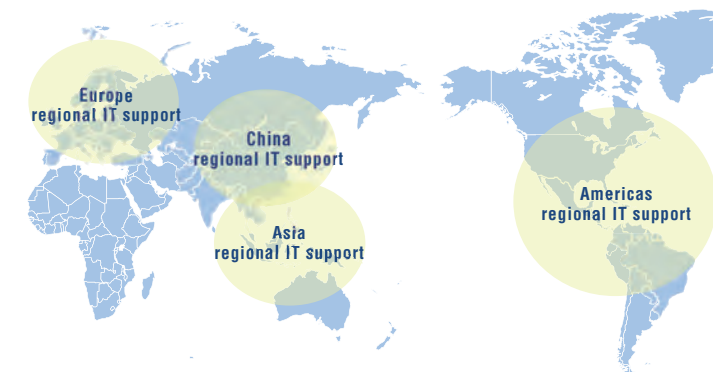 Europe
regional IT support
China
regional IT support
Asia
regional IT support
Americas
regional IT support